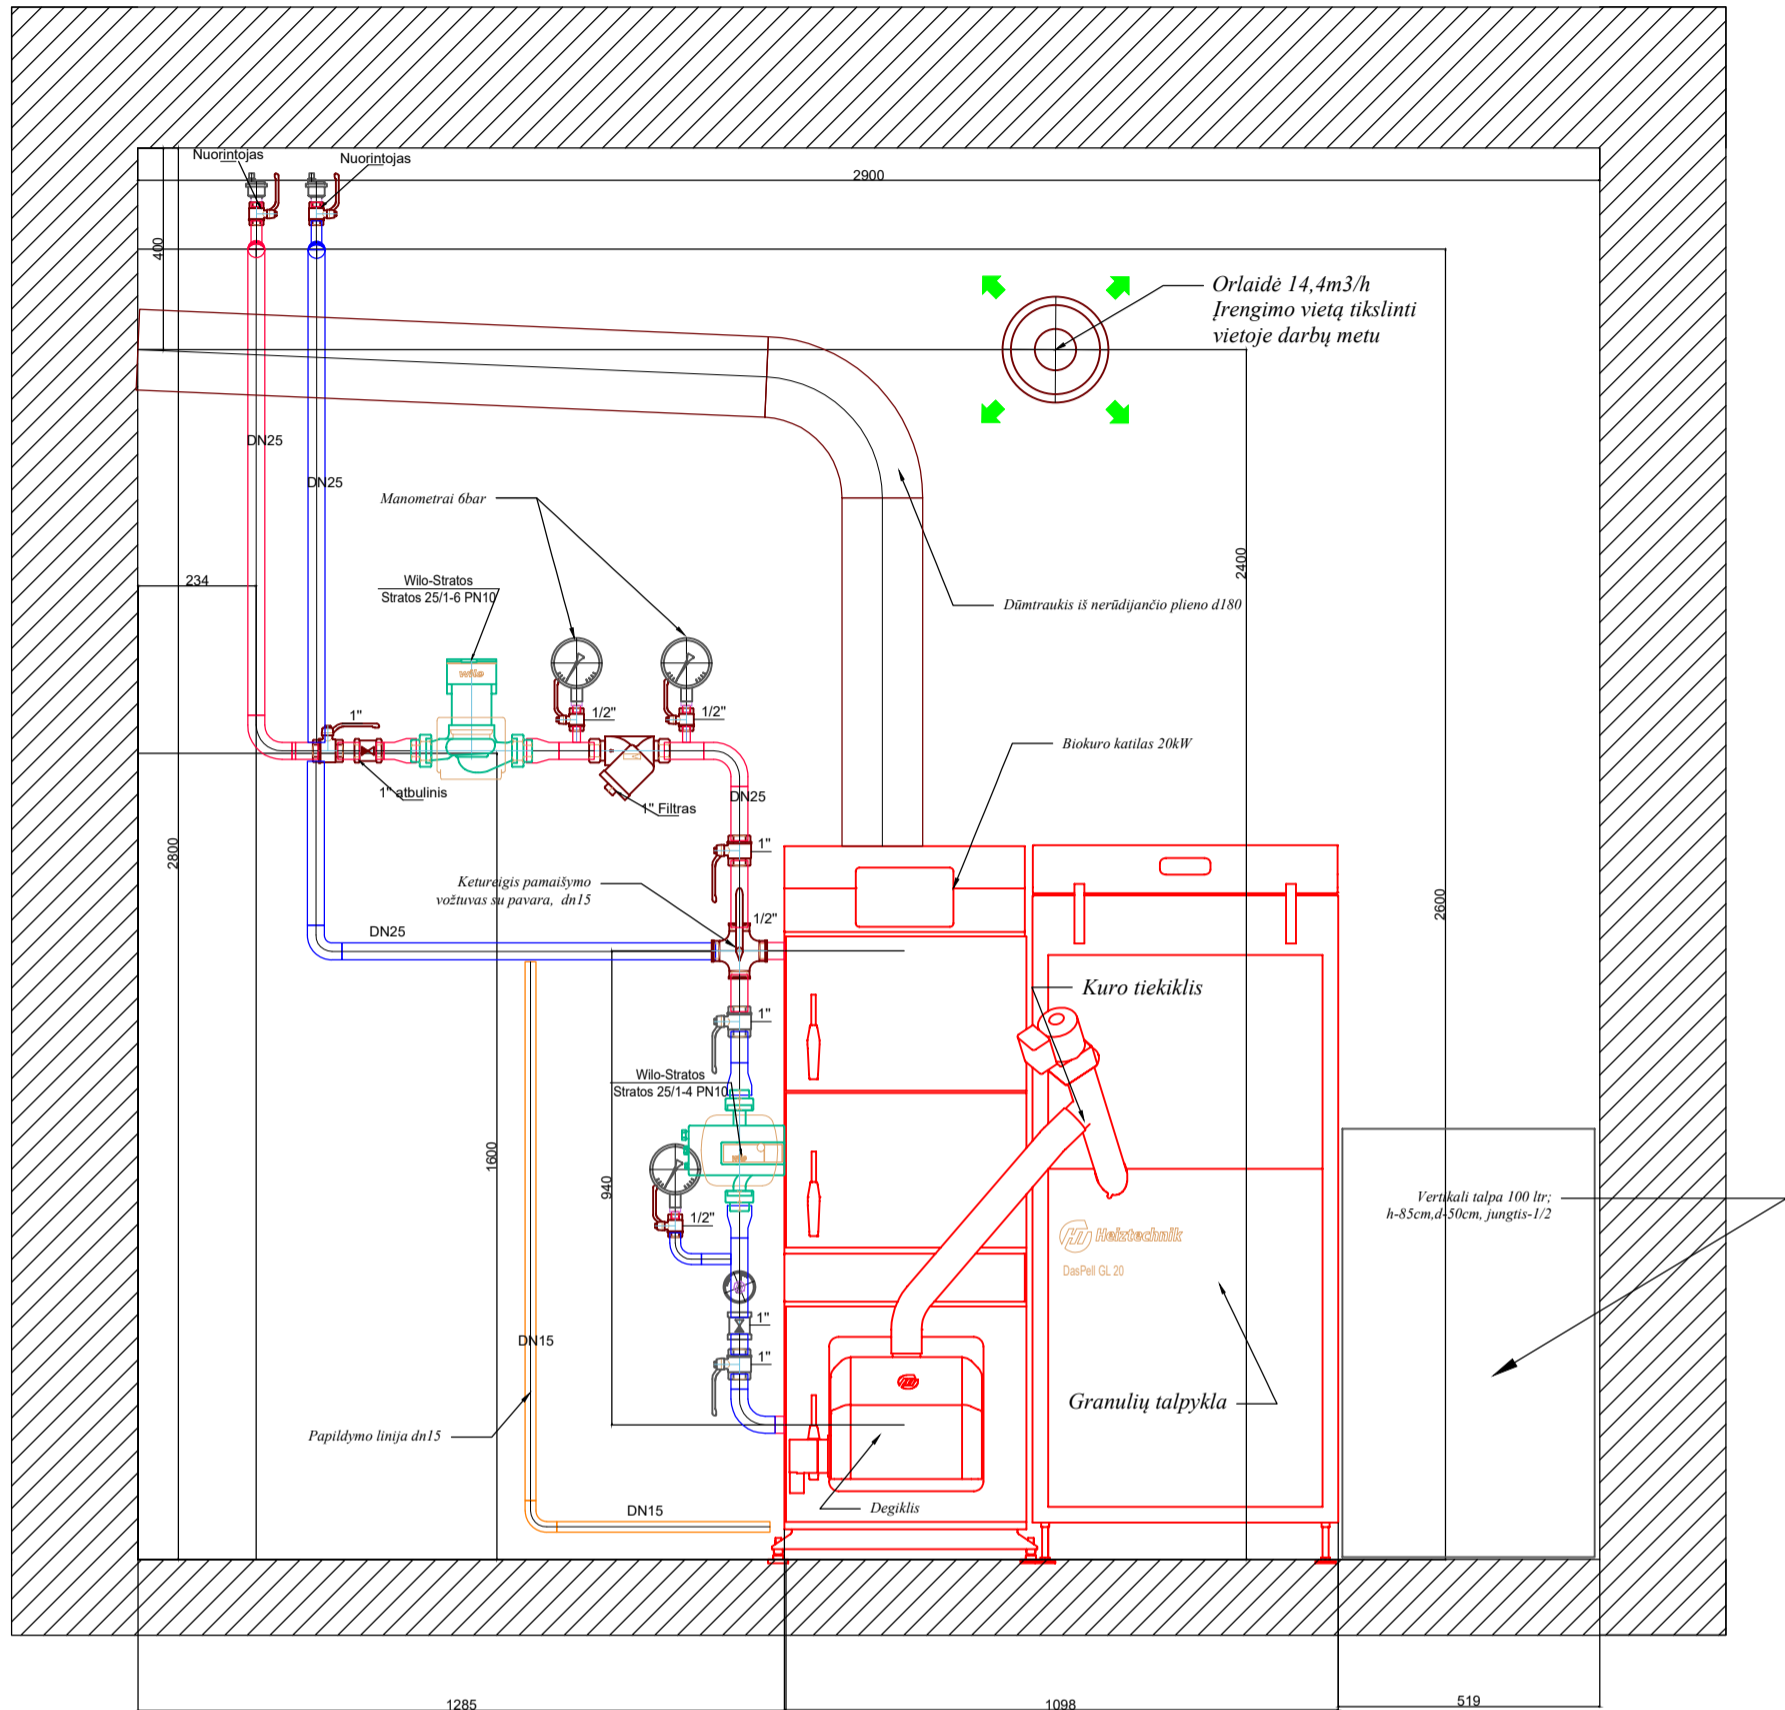 Nuorintojas
Nuorintojas
2900
400
Orlaidė 14,4m3/h
Įrengimo vietą tikslinti
vietoje darbų metu
DN25
DN25
Manometrai 6bar
2400
234
Wilo-Stratos
Stratos 25/1-6 PN10
Dūmtraukis iš nerūdijančio plieno d180
wilo
1"
1/2"
1/2"
Biokuro katilas 20kW
1" atbulinis
1" Filtras
DN25
2800
1"
Ketureigis pamaišymo
vožtuvas su pavara, dn15
1/2"
2600
DN25
Kuro tiekiklis
1"
Wilo-Stratos
Stratos 25/1-4 PN10
wilo
1600
940
1/2"
Vertikali talpa 100 ltr;
h-85cm,d-50cm, jungtis-1/2
Heiztechnik
DasPell GL 20
1"
DN15
1"
Granulių talpykla
Papildymo linija dn15
Degiklis
DN15
1285
1098
519